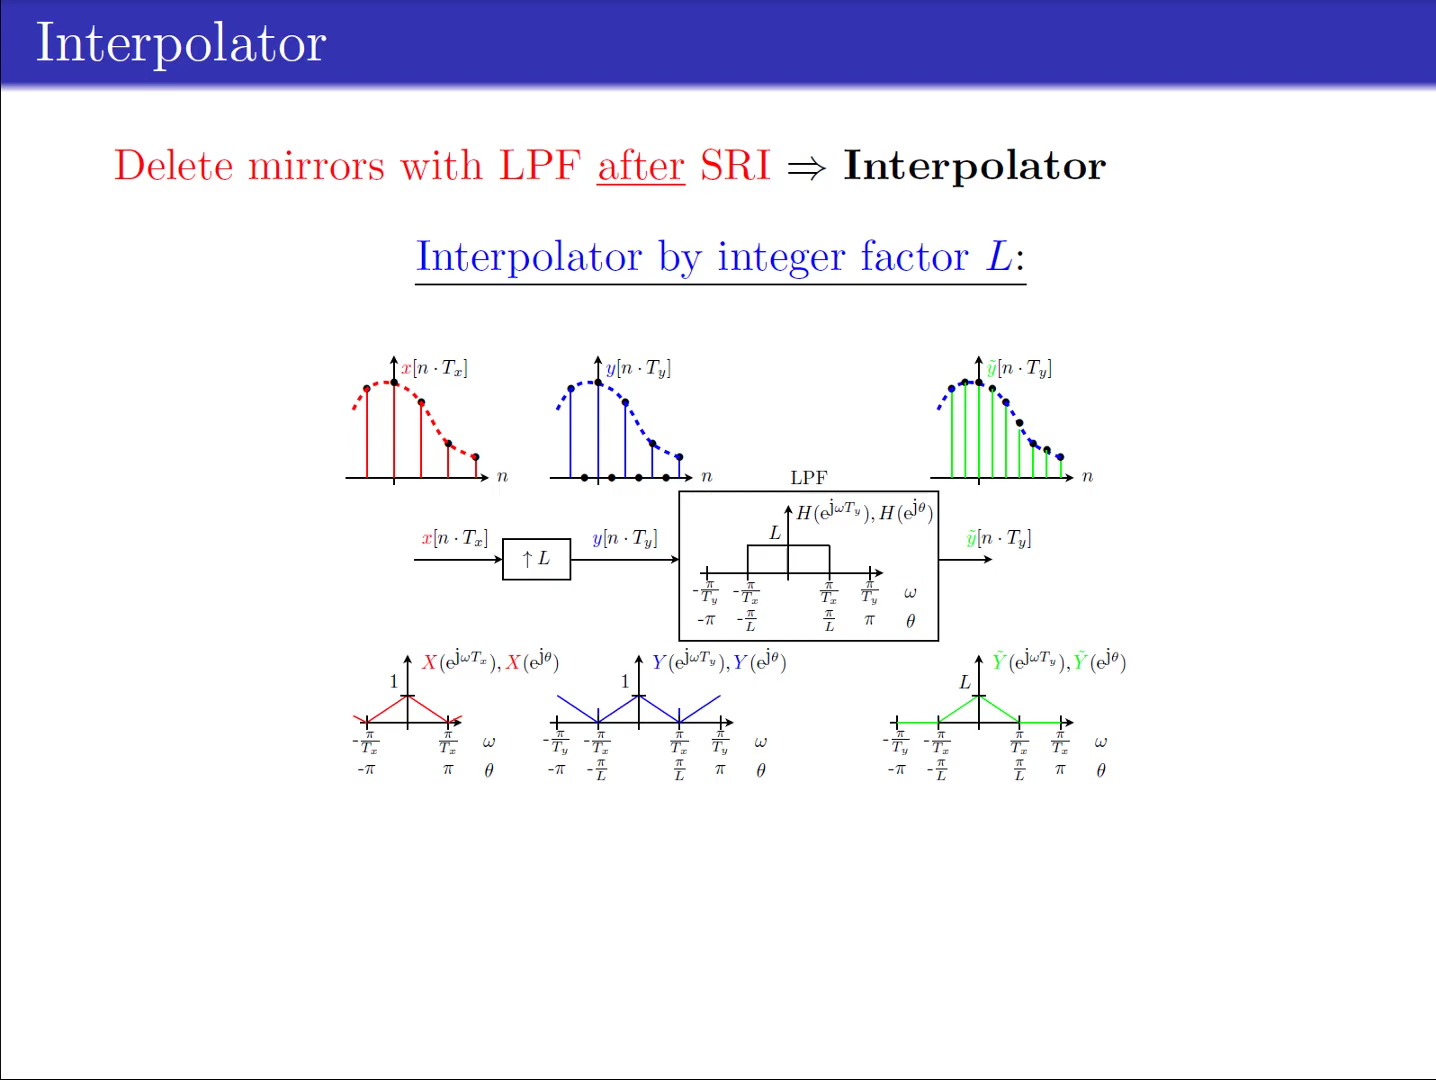 Interpolator
Delete mirrors with LPF after SRI ⇒ Interpolator
Interpolator by integer factor L:
x[n · T_x] y[n · T_y] ỹ[n · T_y]
n n n
LPF
H(e^{jωT_y}), H(e^{jθ})
L
x[n · T_x] ↑ L y[n · T_y] ỹ[n · T_y]
-π/T_y -π/T_x π/T_x π/T_y ω
-π -π/L π/L π θ
X(e^{jωT_x}), X(e^{jθ}) Y(e^{jωT_y}), Y(e^{jθ}) Ỹ(e^{jωT_y}), Ỹ(e^{jθ})
1 1 L
-π/T_x π/T_x ω -π/T_y -π/T_x π/T_x π/T_y ω -π/T_y -π/T_x π/T_x π/T_x ω
-π π θ -π -π/L π/L π θ -π -π/L π/L π θ